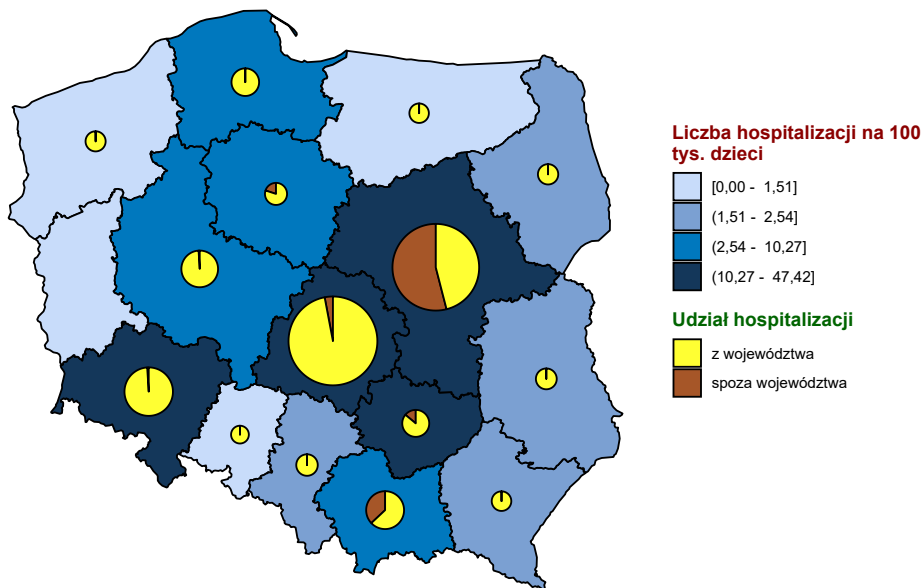 Liczba hospitalizacji na 100
tys. dzieci
[0,00 - 1,51]
(1,51 - 2,54]
(2,54 - 10,27]
(10,27 - 47,42]
Udział hospitalizacji
z województwa
spoza województwa